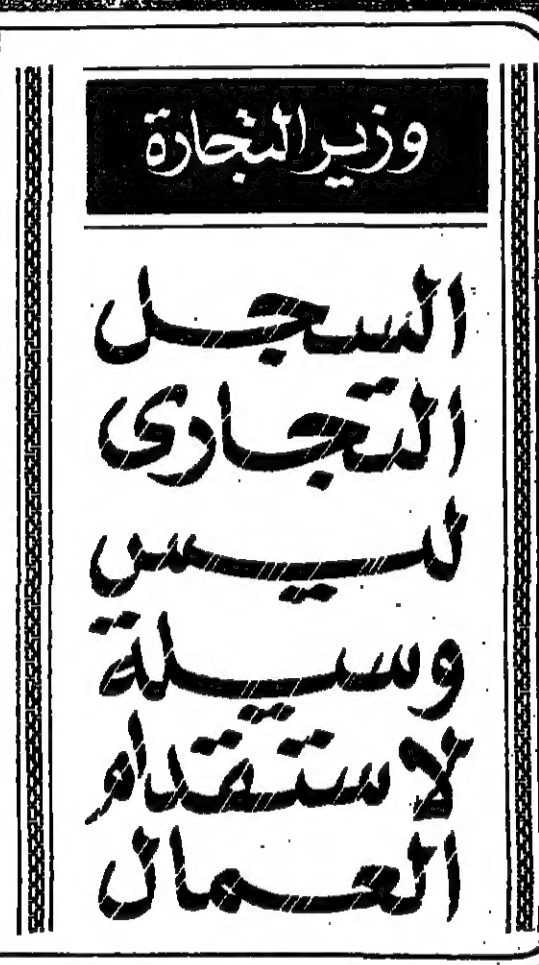 وزير التجارة
السجل
التجارى
ليس
وسيلة
لاستقدام
العمال